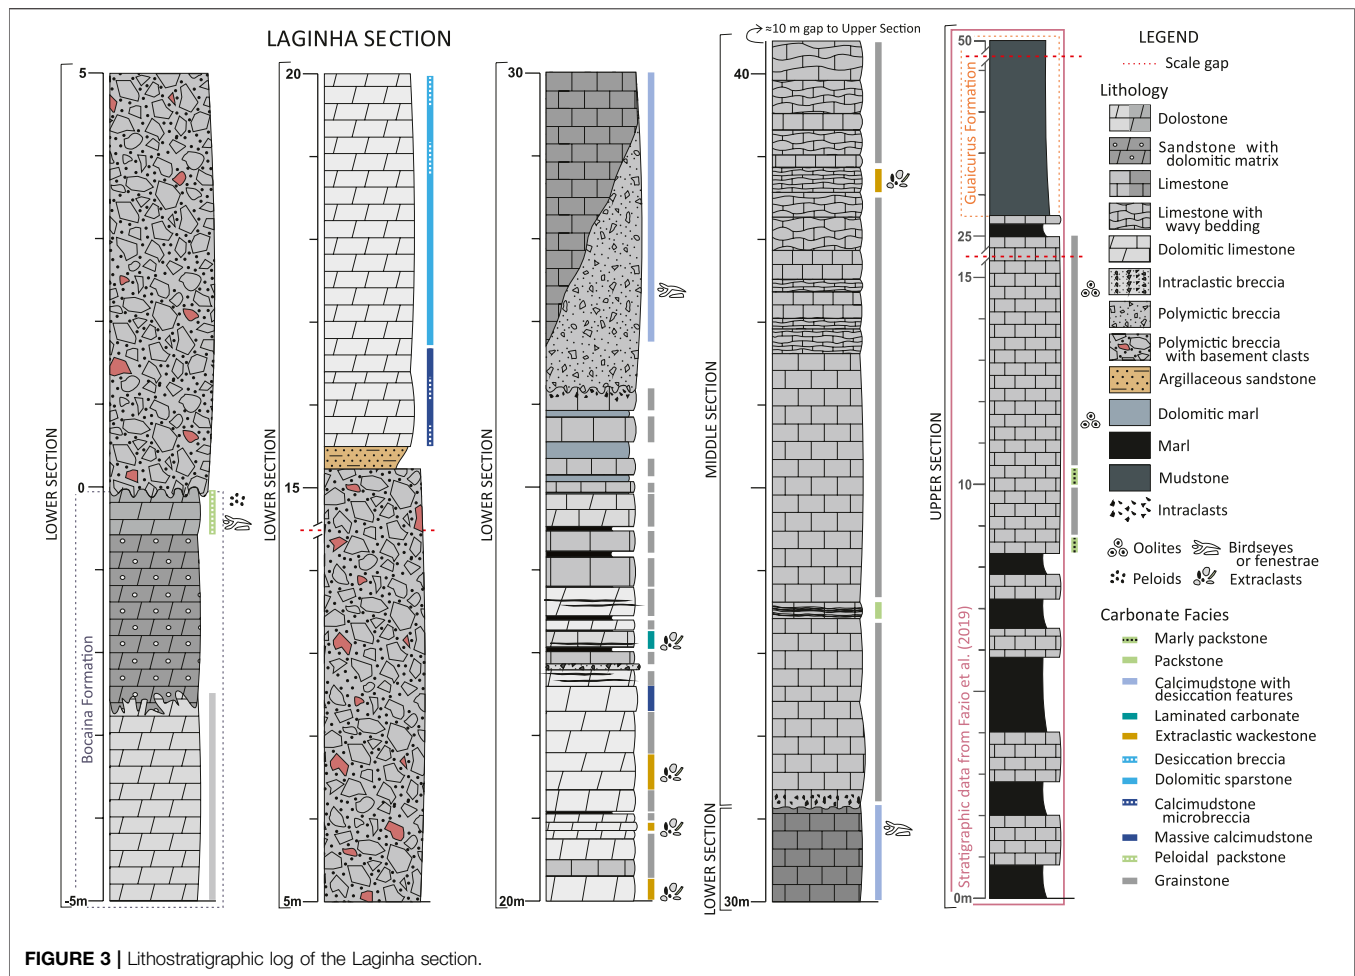 LAGINHA SECTION
≈10 m gap to Upper Section
5
0
-5m
LOWER SECTION
Bocaina Formation
20
15
5m
LOWER SECTION
30
20m
LOWER SECTION
40
30m
MIDDLE SECTION
LOWER SECTION
50
25
15
10
0m
UPPER SECTION
Guaicurus Formation
Stratigraphic data from Fazio et al. (2019)
LEGEND
Scale gap
Lithology
Dolostone
Sandstone with
dolomitic matrix
Limestone
Limestone with
wavy bedding
Dolomitic limestone
Intraclastic breccia
Polymictic breccia
Polymictic breccia
with basement clasts
Argillaceous sandstone
Dolomitic marl
Marl
Mudstone
Intraclasts
Oolites
Birdseyes
or fenestrae
Peloids
Extraclasts
Carbonate Facies
Marly packstone
Packstone
Calcimudstone with
desiccation features
Laminated carbonate
Extraclastic wackestone
Desiccation breccia
Dolomitic sparstone
Calcimudstone
microbreccia
Massive calcimudstone
Peloidal packstone
Grainstone
FIGURE 3 | Lithostratigraphic log of the Laginha section.